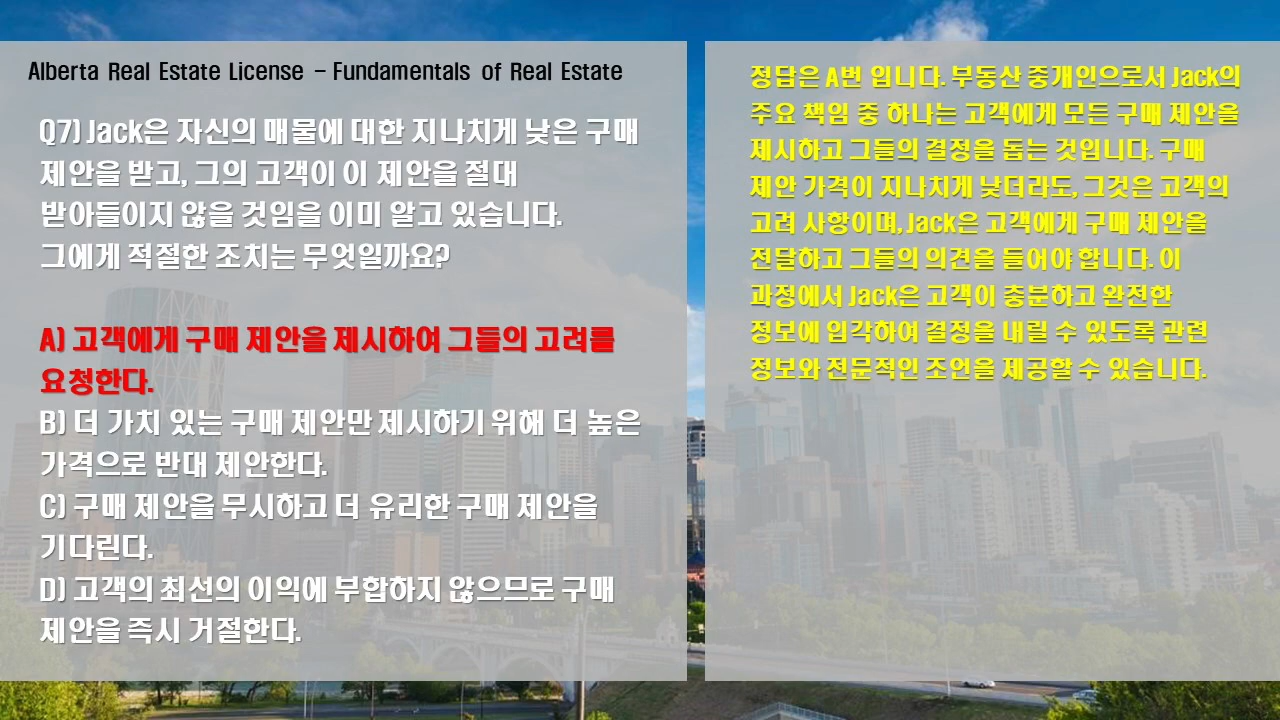 Alberta Real Estate License - Fundamentals of Real Estate
Q7) Jack은 자신의 매물에 대한 지나치게 낮은 구매
제안을 받고, 그의 고객이 이 제안을 절대
받아들이지 않을 것임을 이미 알고 있습니다.
그에게 적절한 조치는 무엇일까요?
A) 고객에게 구매 제안을 제시하여 그들의 고려를
요청한다.
B) 더 가치 있는 구매 제안만 제시하기 위해 더 높은
가격으로 반대 제안한다.
C) 구매 제안을 무시하고 더 유리한 구매 제안을
기다린다.
D) 고객의 최선의 이익에 부합하지 않으므로 구매
제안을 즉시 거절한다.
정답은 A번 입니다. 부동산 중개인으로서 Jack의
주요 책임 중 하나는 고객에게 모든 구매 제안을
제시하고 그들의 결정을 돕는 것입니다. 구매
제안 가격이 지나치게 낮더라도, 그것은 고객의
고려 사항이며, Jack은 고객에게 구매 제안을
전달하고 그들의 의견을 들어야 합니다. 이
과정에서 Jack은 고객이 충분하고 완전한
정보에 입각하여 결정을 내릴 수 있도록 관련
정보와 전문적인 조언을 제공할 수 있습니다.